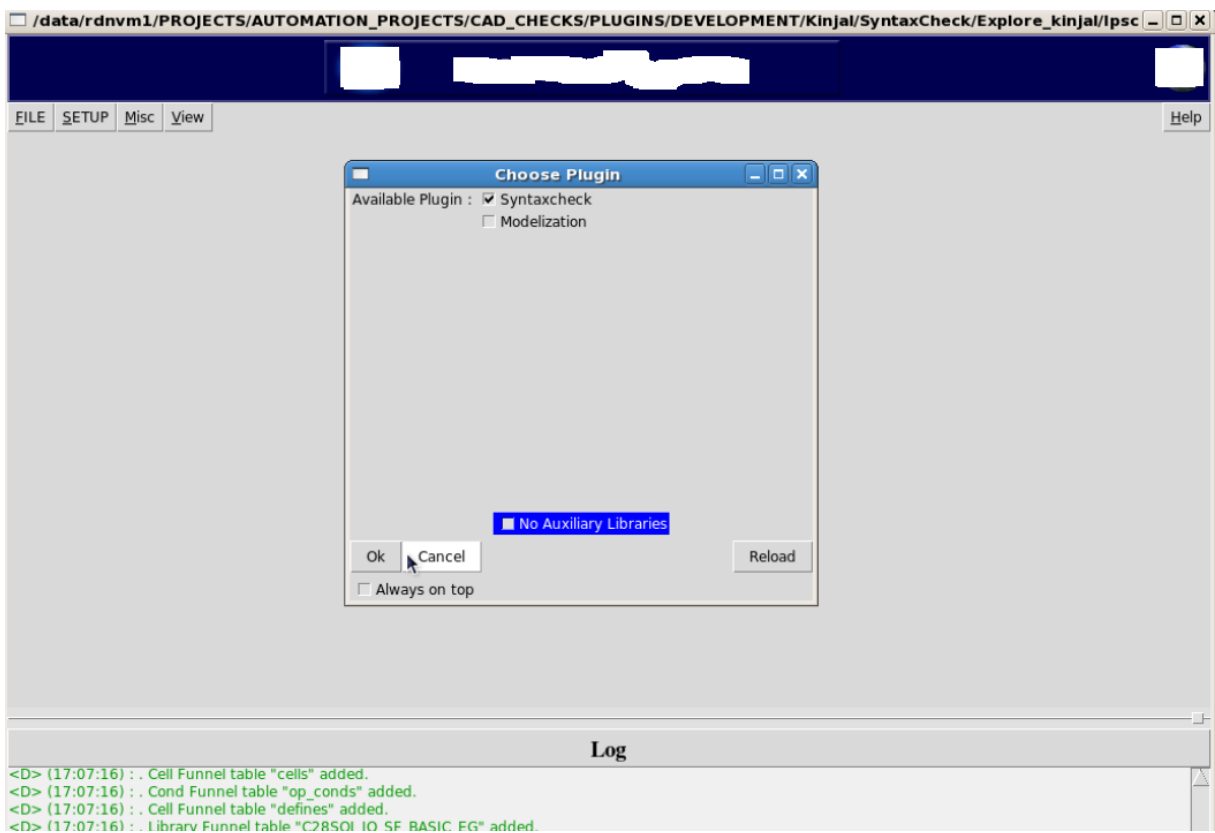 /data/rdnvm1/PROJECTS/AUTOMATION_PROJECTS/CAD_CHECKS/PLUGINS/DEVELOPMENT/Kinjal/SyntaxCheck/Explore_kinjal/Ipsc
FILE SETUP Misc View Help
Choose Plugin
Available Plugin : Syntaxcheck
Modelization
No Auxiliary Libraries
Ok Cancel Reload
Always on top
Log
<D> (17:07:16) : . Cell Funnel table "cells" added.
<D> (17:07:16) : . Cond Funnel table "op_conds" added.
<D> (17:07:16) : . Cell Funnel table "defines" added.
<D> (17:07:16) : . Library Funnel table "C28SOI_IO_SF_BASIC_EG" added.